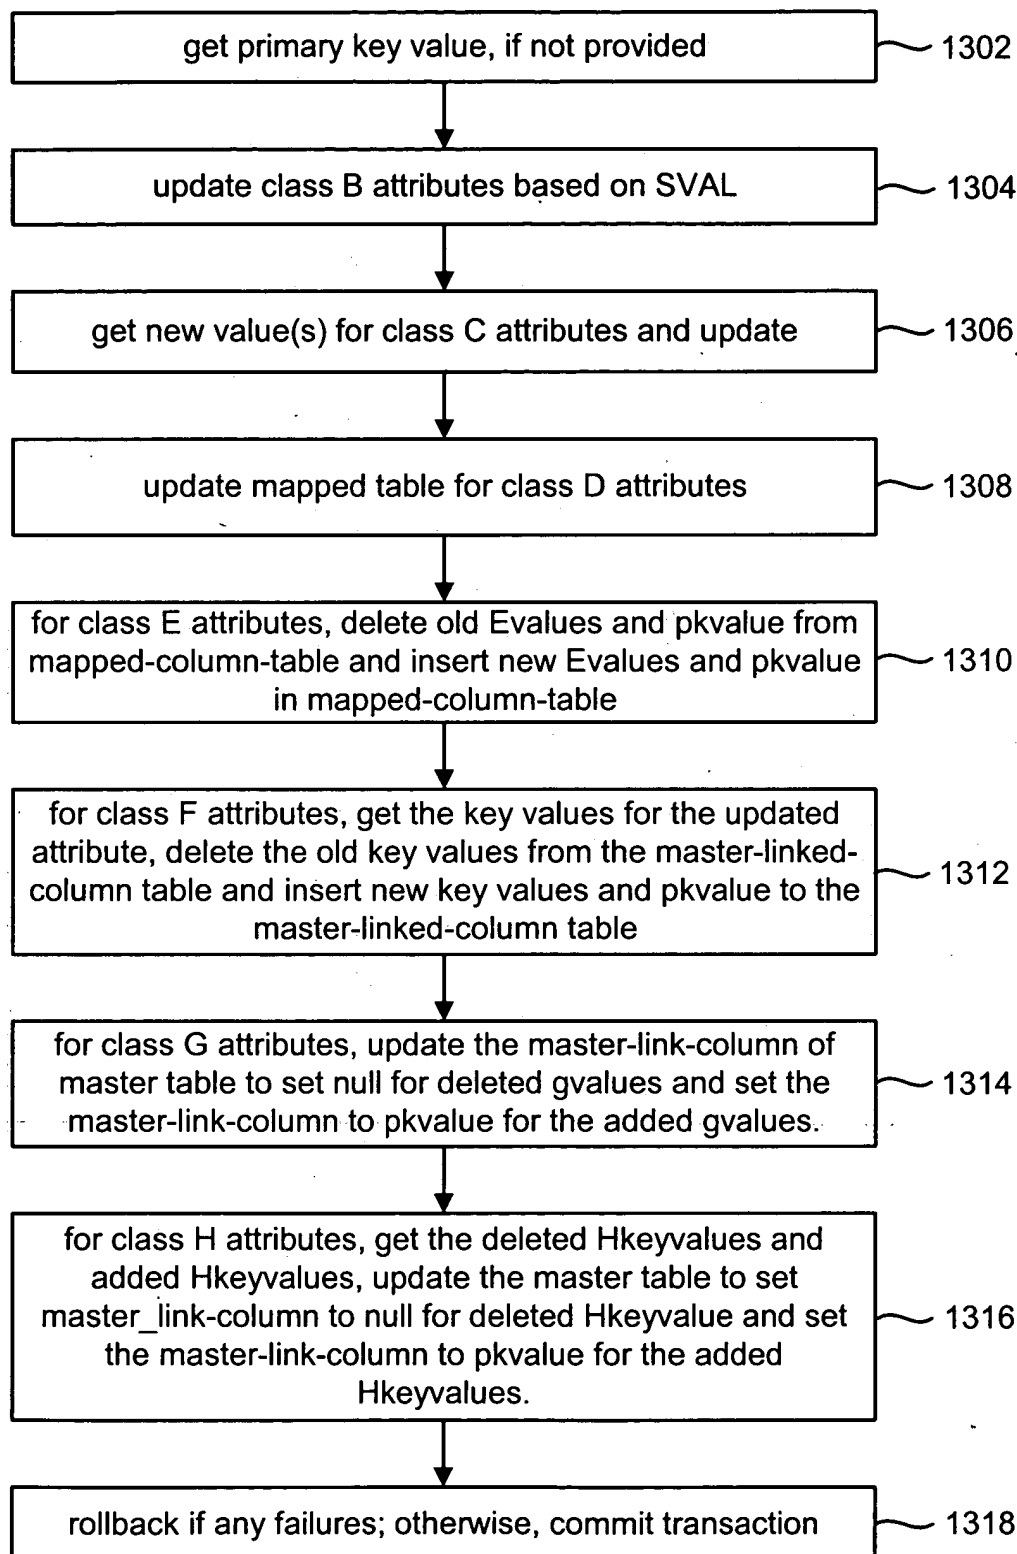 get primary key value, if not provided
1302
update class B attributes based on SVAL
1304
get new value(s) for class C attributes and update
1306
update mapped table for class D attributes
1308
for class E attributes, delete old Evalues and pkvalue from
mapped-column-table and insert new Evalues and pkvalue
in mapped-column-table
1310
for class F attributes, get the key values for the updated
attribute, delete the old key values from the master-linked-
column table and insert new key values and pkvalue to the
master-linked-column table
1312
for class G attributes, update the master-link-column of
master table to set null for deleted gvalues and set the
master-link-column to pkvalue for the added gvalues.
1314
for class H attributes, get the deleted Hkeyvalues and
added Hkeyvalues, update the master table to set
master_link-column to null for deleted Hkeyvalue and set
the master-link-column to pkvalue for the added
Hkeyvalues.
1316
rollback if any failures; otherwise, commit transaction
1318